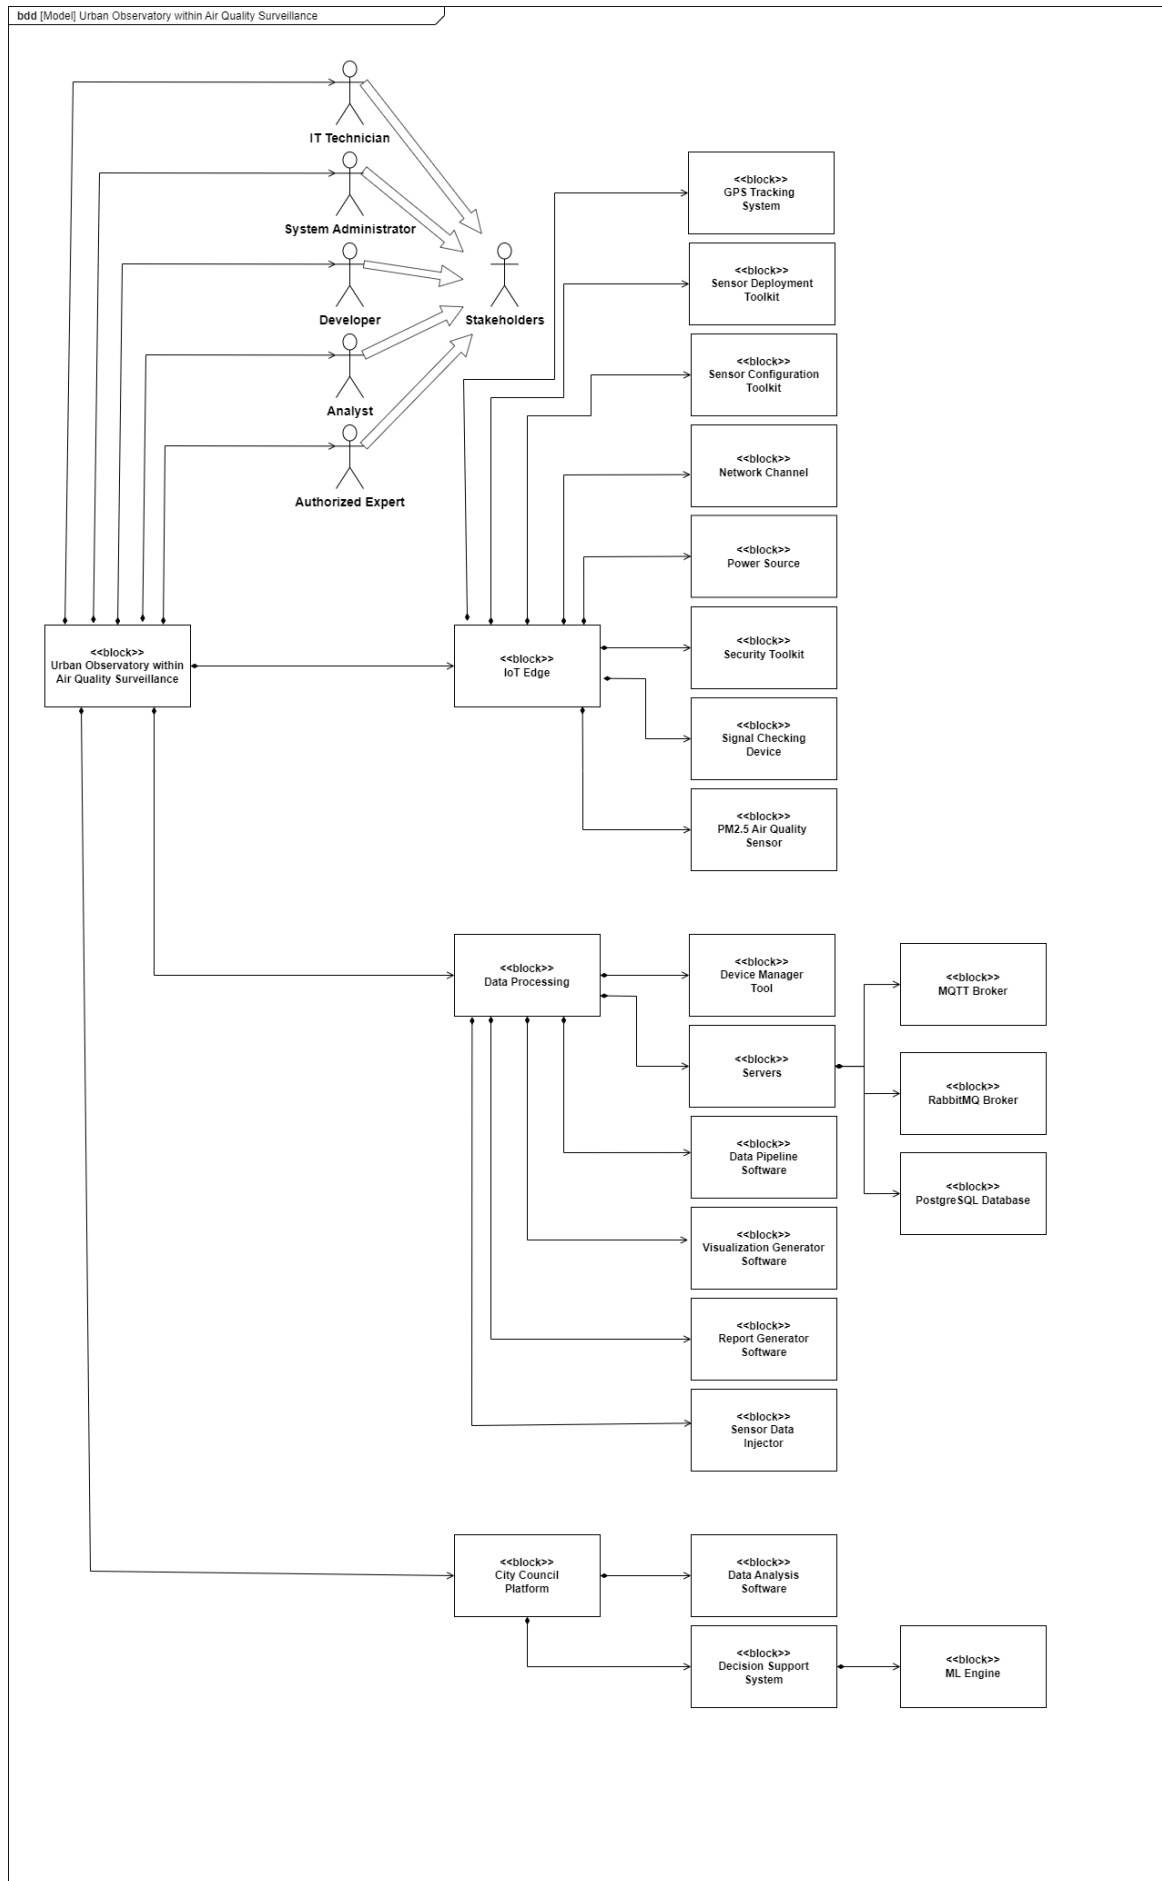 bdd [Model] Urban Observatory within Air Quality Surveillance
IT Technician
System Administrator
Developer
Stakeholders
Analyst
Authorized Expert
<<block>>
GPS Tracking
System
<<block>>
Sensor Deployment
Toolkit
<<block>>
Sensor Configuration
Toolkit
<<block>>
Network Channel
<<block>>
Power Source
<<block>>
Urban Observatory within
Air Quality Surveillance
<<block>>
IoT Edge
<<block>>
Security Toolkit
<<block>>
Signal Checking
Device
<<block>>
PM2.5 Air Quality
Sensor
<<block>>
Data Processing
<<block>>
Device Manager
Tool
<<block>>
MQTT Broker
<<block>>
Servers
<<block>>
RabbitMQ Broker
<<block>>
Data Pipeline
Software
<<block>>
PostgreSQL Database
<<block>>
Visualization Generator
Software
<<block>>
Report Generator
Software
<<block>>
Sensor Data
Injector
<<block>>
City Council
Platform
<<block>>
Data Analysis
Software
<<block>>
Decision Support
System
<<block>>
ML Engine